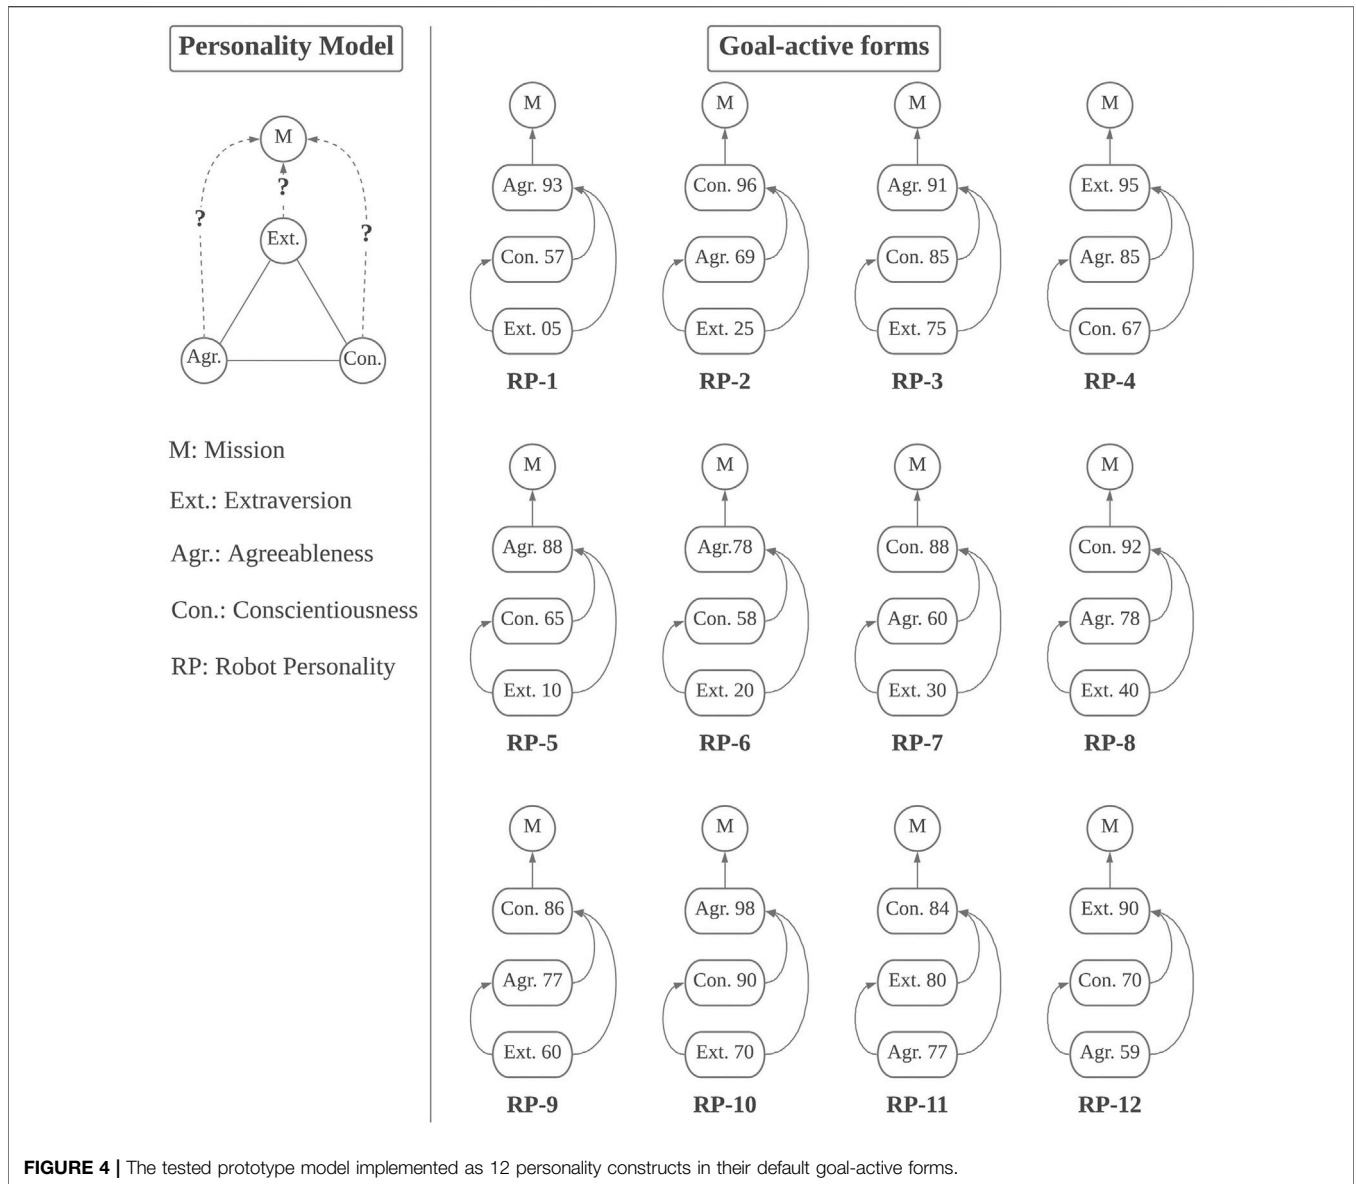 Personality Model
Goal-active forms
M
?
?
?
Ext.
Agr.
Con.
M: Mission
Ext.: Extraversion
Agr.: Agreeableness
Con.: Conscientiousness
RP: Robot Personality
M
Agr. 93
Con. 57
Ext. 05
RP-1
M
Con. 96
Agr. 69
Ext. 25
RP-2
M
Agr. 91
Con. 85
Ext. 75
RP-3
M
Ext. 95
Agr. 85
Con. 67
RP-4
M
Agr. 88
Con. 65
Ext. 10
RP-5
M
Agr.78
Con. 58
Ext. 20
RP-6
M
Con. 88
Agr. 60
Ext. 30
RP-7
M
Con. 92
Agr. 78
Ext. 40
RP-8
M
Con. 86
Agr. 77
Ext. 60
RP-9
M
Agr. 98
Con. 90
Ext. 70
RP-10
M
Con. 84
Ext. 80
Agr. 77
RP-11
M
Ext. 90
Con. 70
Agr. 59
RP-12
FIGURE 4 | The tested prototype model implemented as 12 personality constructs in their default goal-active forms.